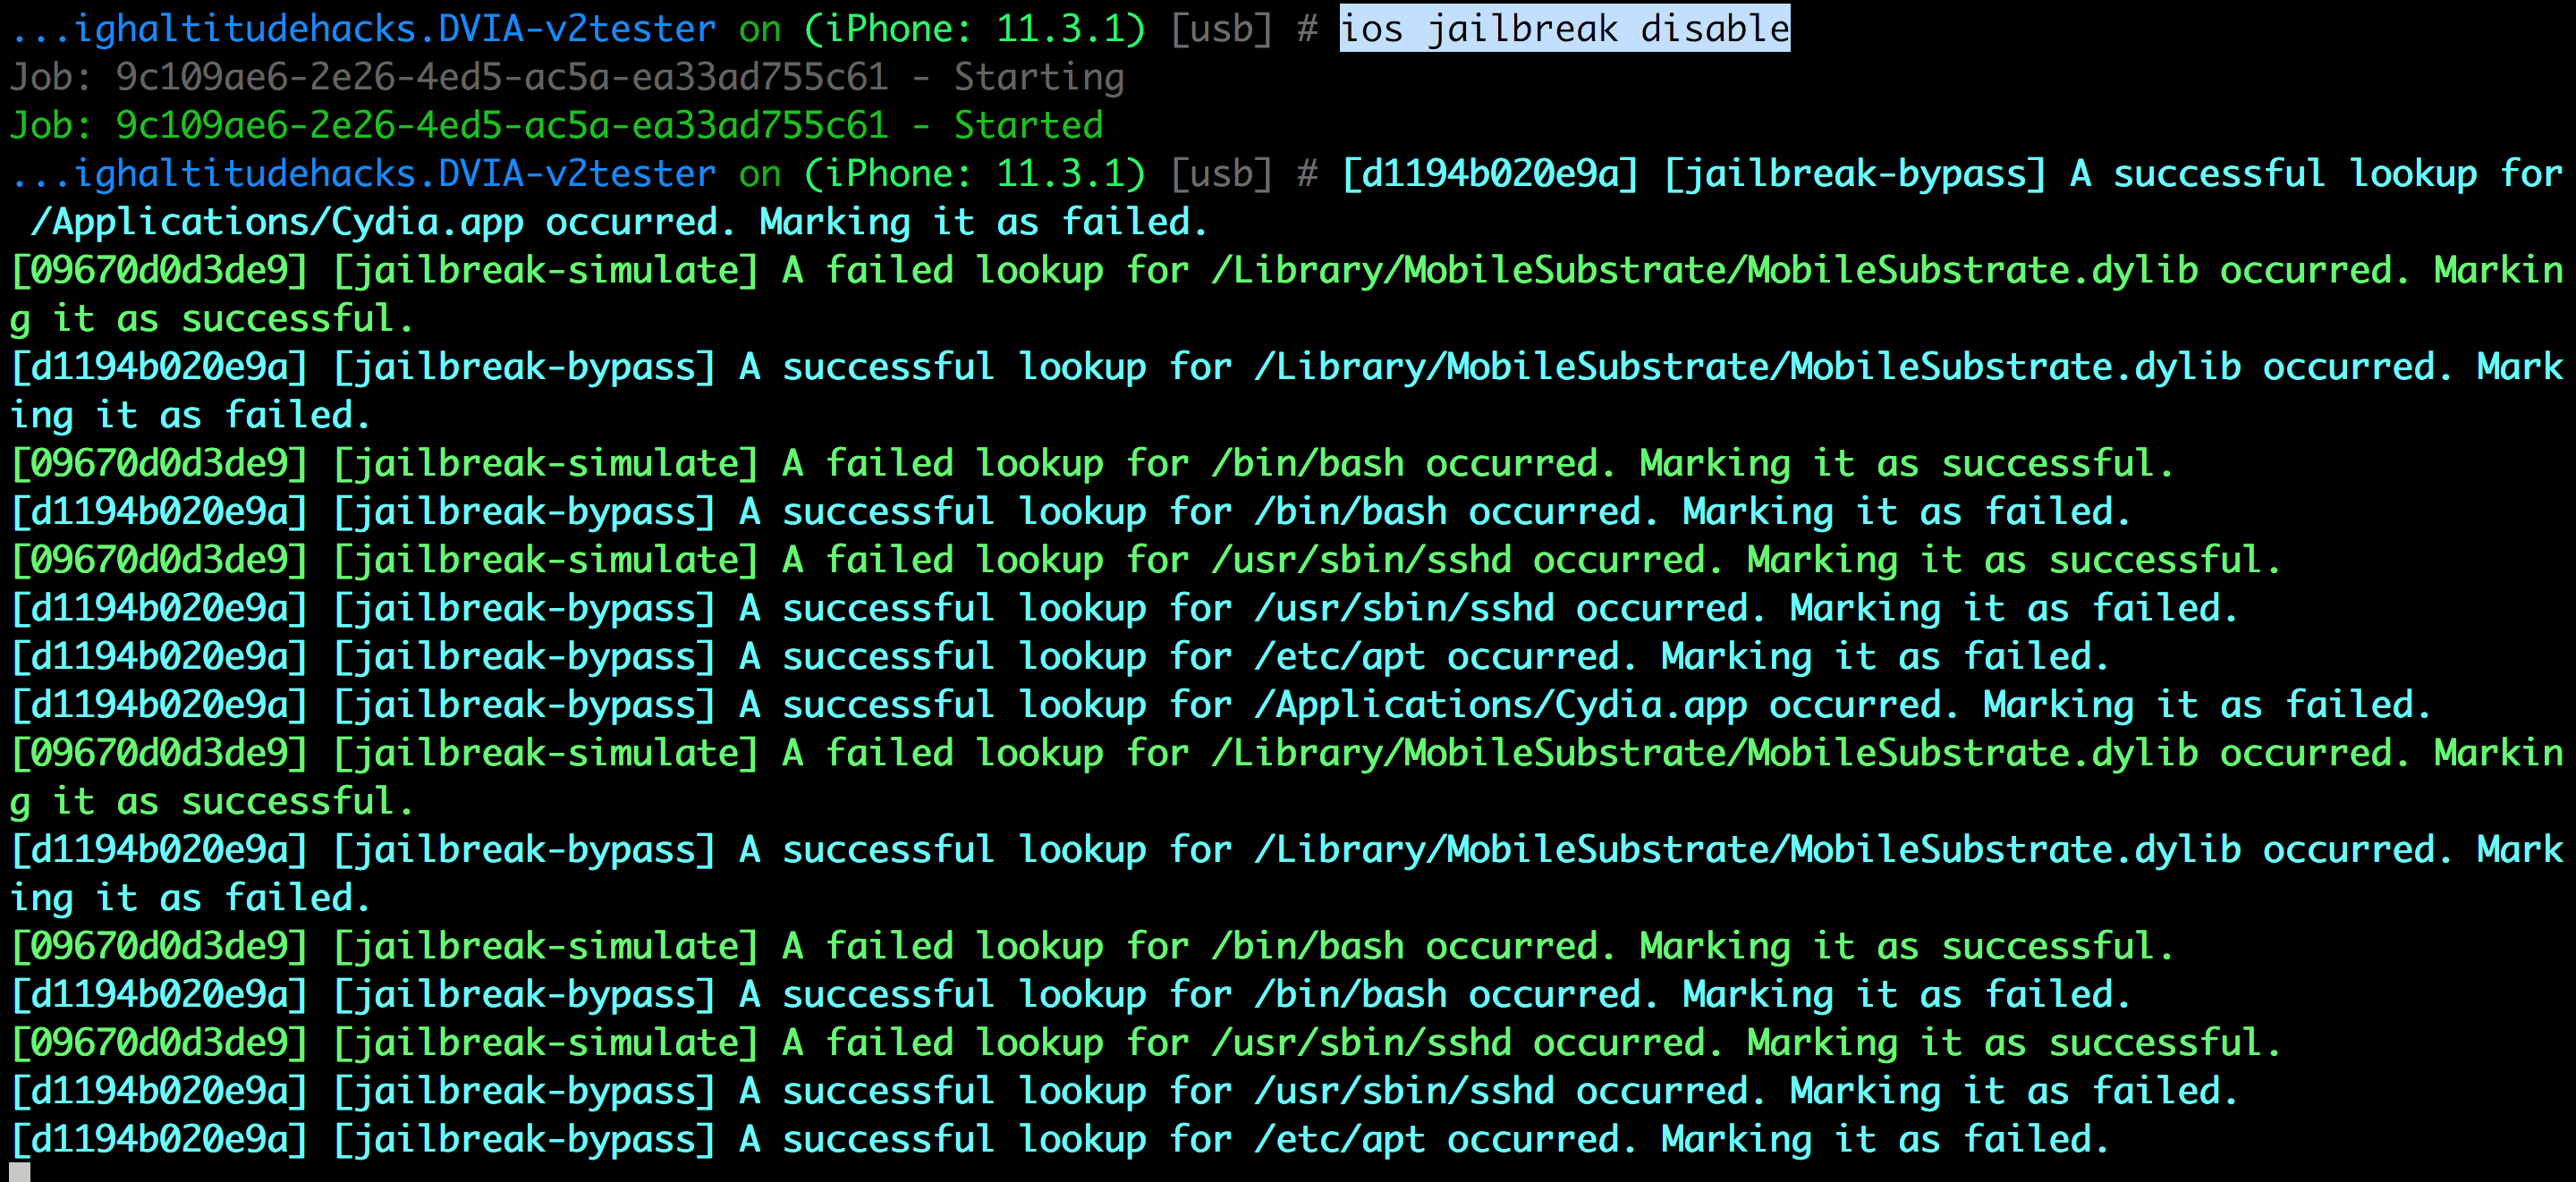 ...ighaltitudehacks.DVIA-v2tester on (iPhone: 11.3.1) [usb] # ios jailbreak disable
Job: 9c109ae6-2e26-4ed5-ac5a-ea33ad755c61 - Starting
Job: 9c109ae6-2e26-4ed5-ac5a-ea33ad755c61 - Started
...ighaltitudehacks.DVIA-v2tester on (iPhone: 11.3.1) [usb] # [d1194b020e9a] [jailbreak-bypass] A successful lookup for
 /Applications/Cydia.app occurred. Marking it as failed.
[09670d0d3de9] [jailbreak-simulate] A failed lookup for /Library/MobileSubstrate/MobileSubstrate.dylib occurred. Markin
g it as successful.
[d1194b020e9a] [jailbreak-bypass] A successful lookup for /Library/MobileSubstrate/MobileSubstrate.dylib occurred. Mark
ing it as failed.
[09670d0d3de9] [jailbreak-simulate] A failed lookup for /bin/bash occurred. Marking it as successful.
[d1194b020e9a] [jailbreak-bypass] A successful lookup for /bin/bash occurred. Marking it as failed.
[09670d0d3de9] [jailbreak-simulate] A failed lookup for /usr/sbin/sshd occurred. Marking it as successful.
[d1194b020e9a] [jailbreak-bypass] A successful lookup for /usr/sbin/sshd occurred. Marking it as failed.
[d1194b020e9a] [jailbreak-bypass] A successful lookup for /etc/apt occurred. Marking it as failed.
[d1194b020e9a] [jailbreak-bypass] A successful lookup for /Applications/Cydia.app occurred. Marking it as failed.
[09670d0d3de9] [jailbreak-simulate] A failed lookup for /Library/MobileSubstrate/MobileSubstrate.dylib occurred. Markin
g it as successful.
[d1194b020e9a] [jailbreak-bypass] A successful lookup for /Library/MobileSubstrate/MobileSubstrate.dylib occurred. Mark
ing it as failed.
[09670d0d3de9] [jailbreak-simulate] A failed lookup for /bin/bash occurred. Marking it as successful.
[d1194b020e9a] [jailbreak-bypass] A successful lookup for /bin/bash occurred. Marking it as failed.
[09670d0d3de9] [jailbreak-simulate] A failed lookup for /usr/sbin/sshd occurred. Marking it as successful.
[d1194b020e9a] [jailbreak-bypass] A successful lookup for /usr/sbin/sshd occurred. Marking it as failed.
[d1194b020e9a] [jailbreak-bypass] A successful lookup for /etc/apt occurred. Marking it as failed.